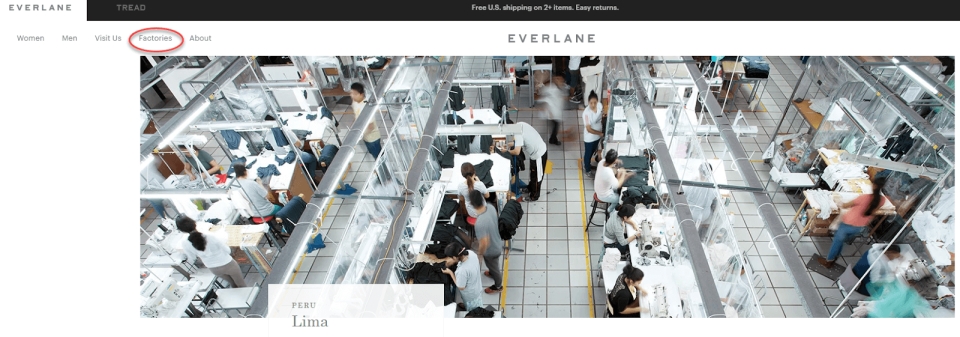 EVERLANE
TREAD
Free U.S. shipping on 2+ items. Easy returns.
Women Men Visit Us Factories About
EVERLANE
PERU
Lima